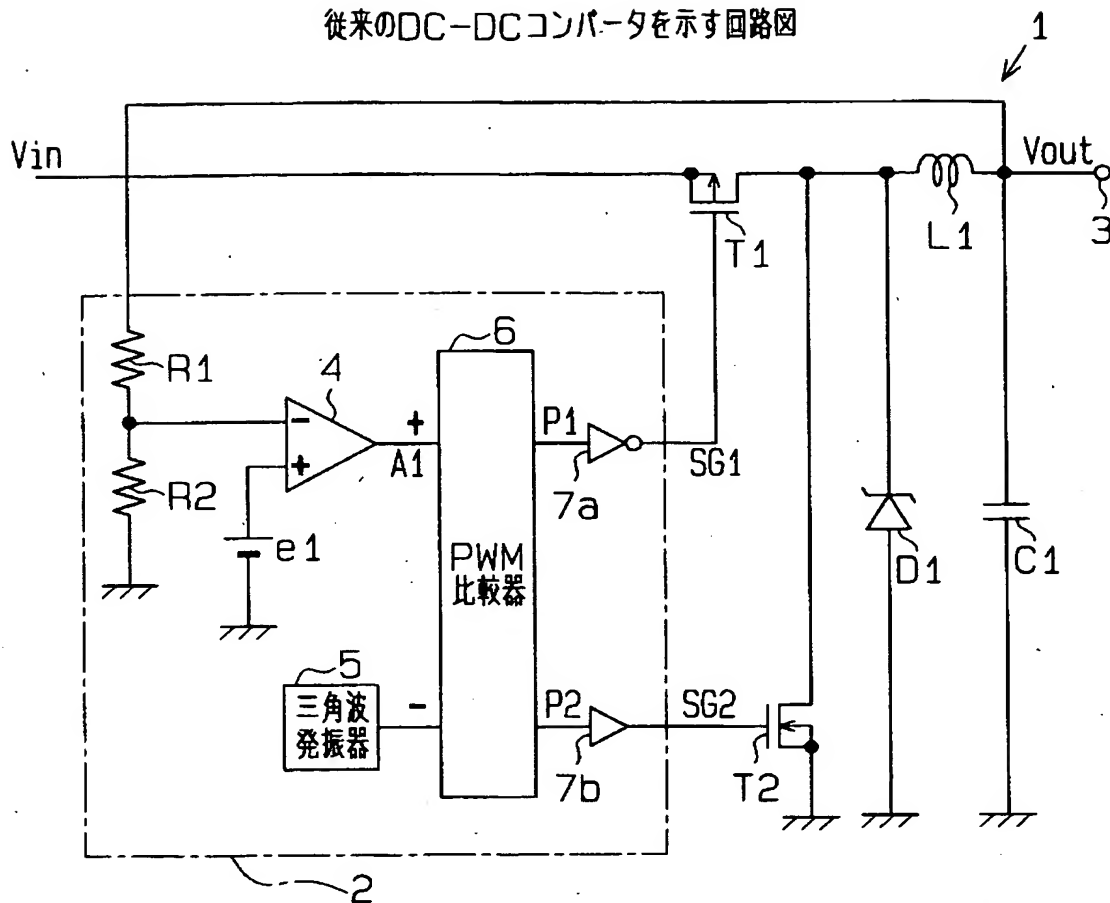 従来のDC-DCコンバータを示す回路図
1
Vin
Vout
T1
L1
3
R1
4
6
+
A1
P1
SG1
7a
-
+
R2
e1
PWM
比較器
D1
C1
5
三角波
発振器
-
P2
SG2
7b
T2
2